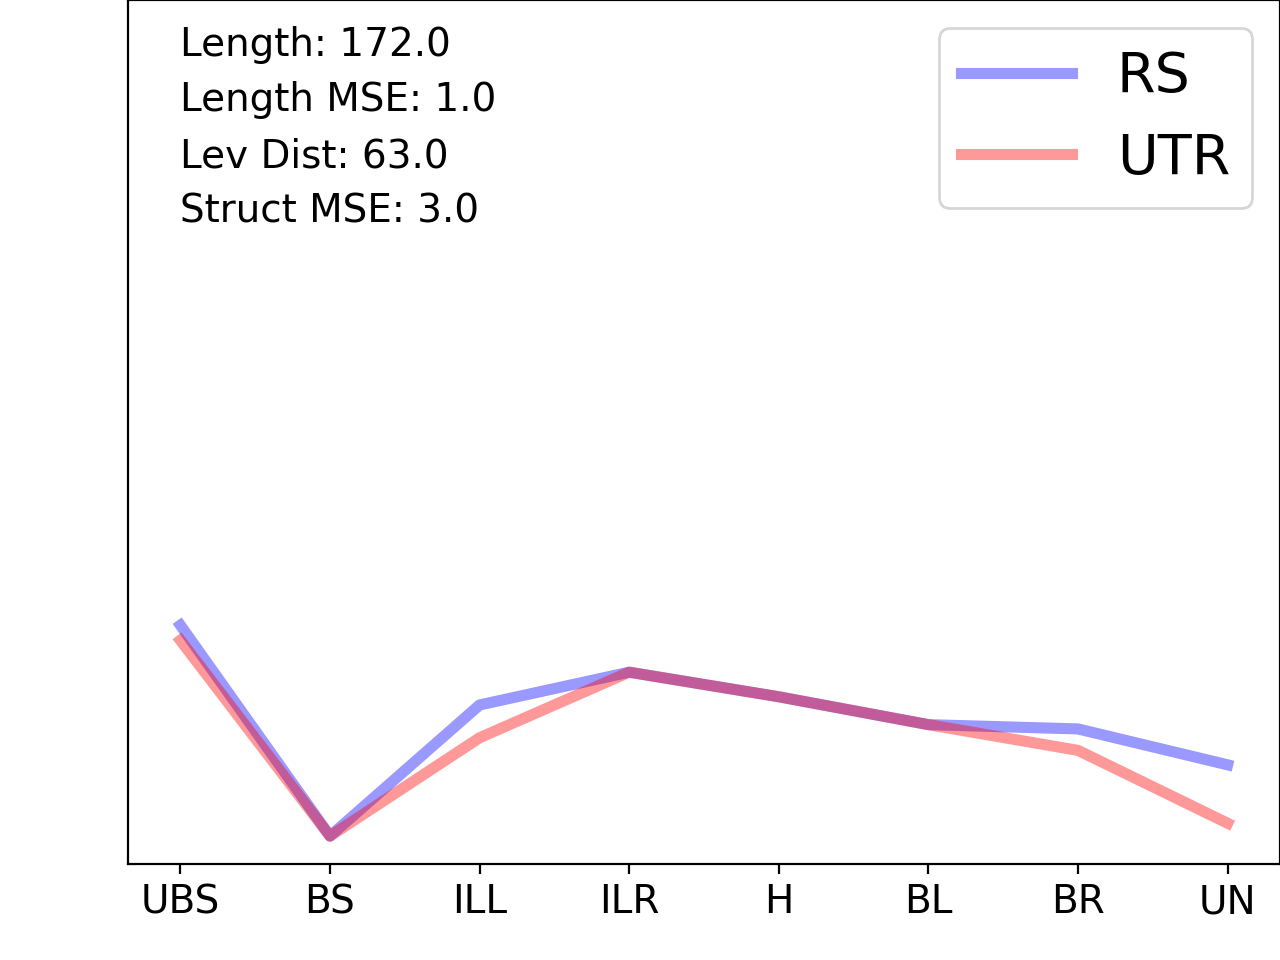 Length: 172.0
Length MSE: 1.0
Lev Dist: 63.0
Struct MSE: 3.0
RS
UTR
UBS BS ILL ILR H BL BR UN